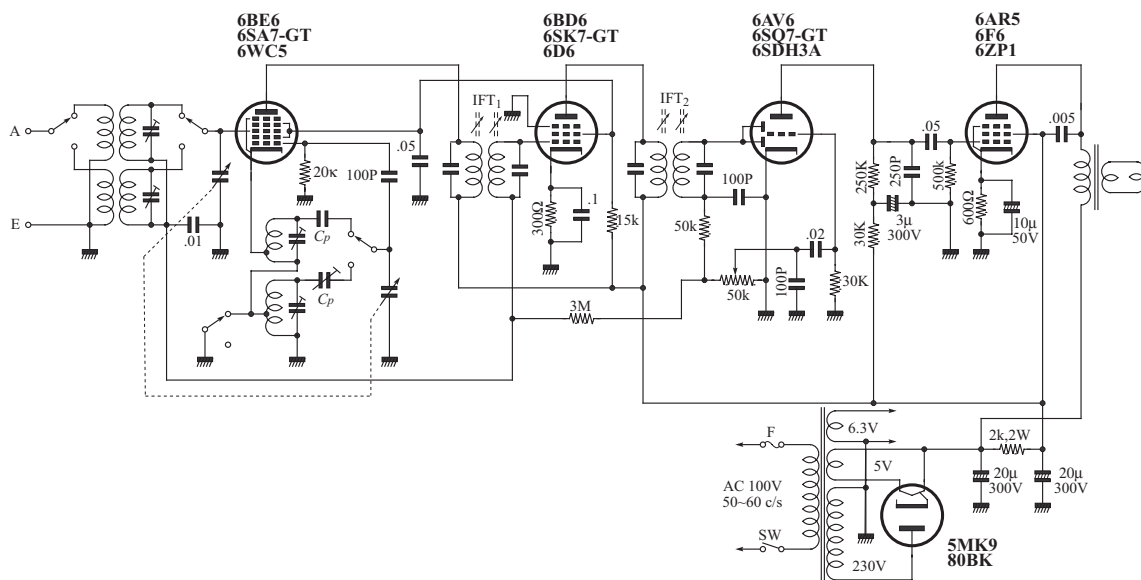 6BE6
6SA7-GT
6WC5
6BD6
6SK7-GT
6D6
6AV6
6SQ7-GT
6SDH3A
6AR5
6F6
6ZP1
A
E
.01
20κ
100P
.05
Cp
Cp
IFT1
300Ω
.1
15k
3M
IFT2
100P
50k
50k
100P
.02
30K
250K
250P
.05
500k
3μ
300V
30K
600Ω
10μ
50V
.005
F
AC 100V
50~60 c/s
SW
6.3V
5V
230V
2k,2W
20μ
300V
20μ
300V
5MK9
80BK